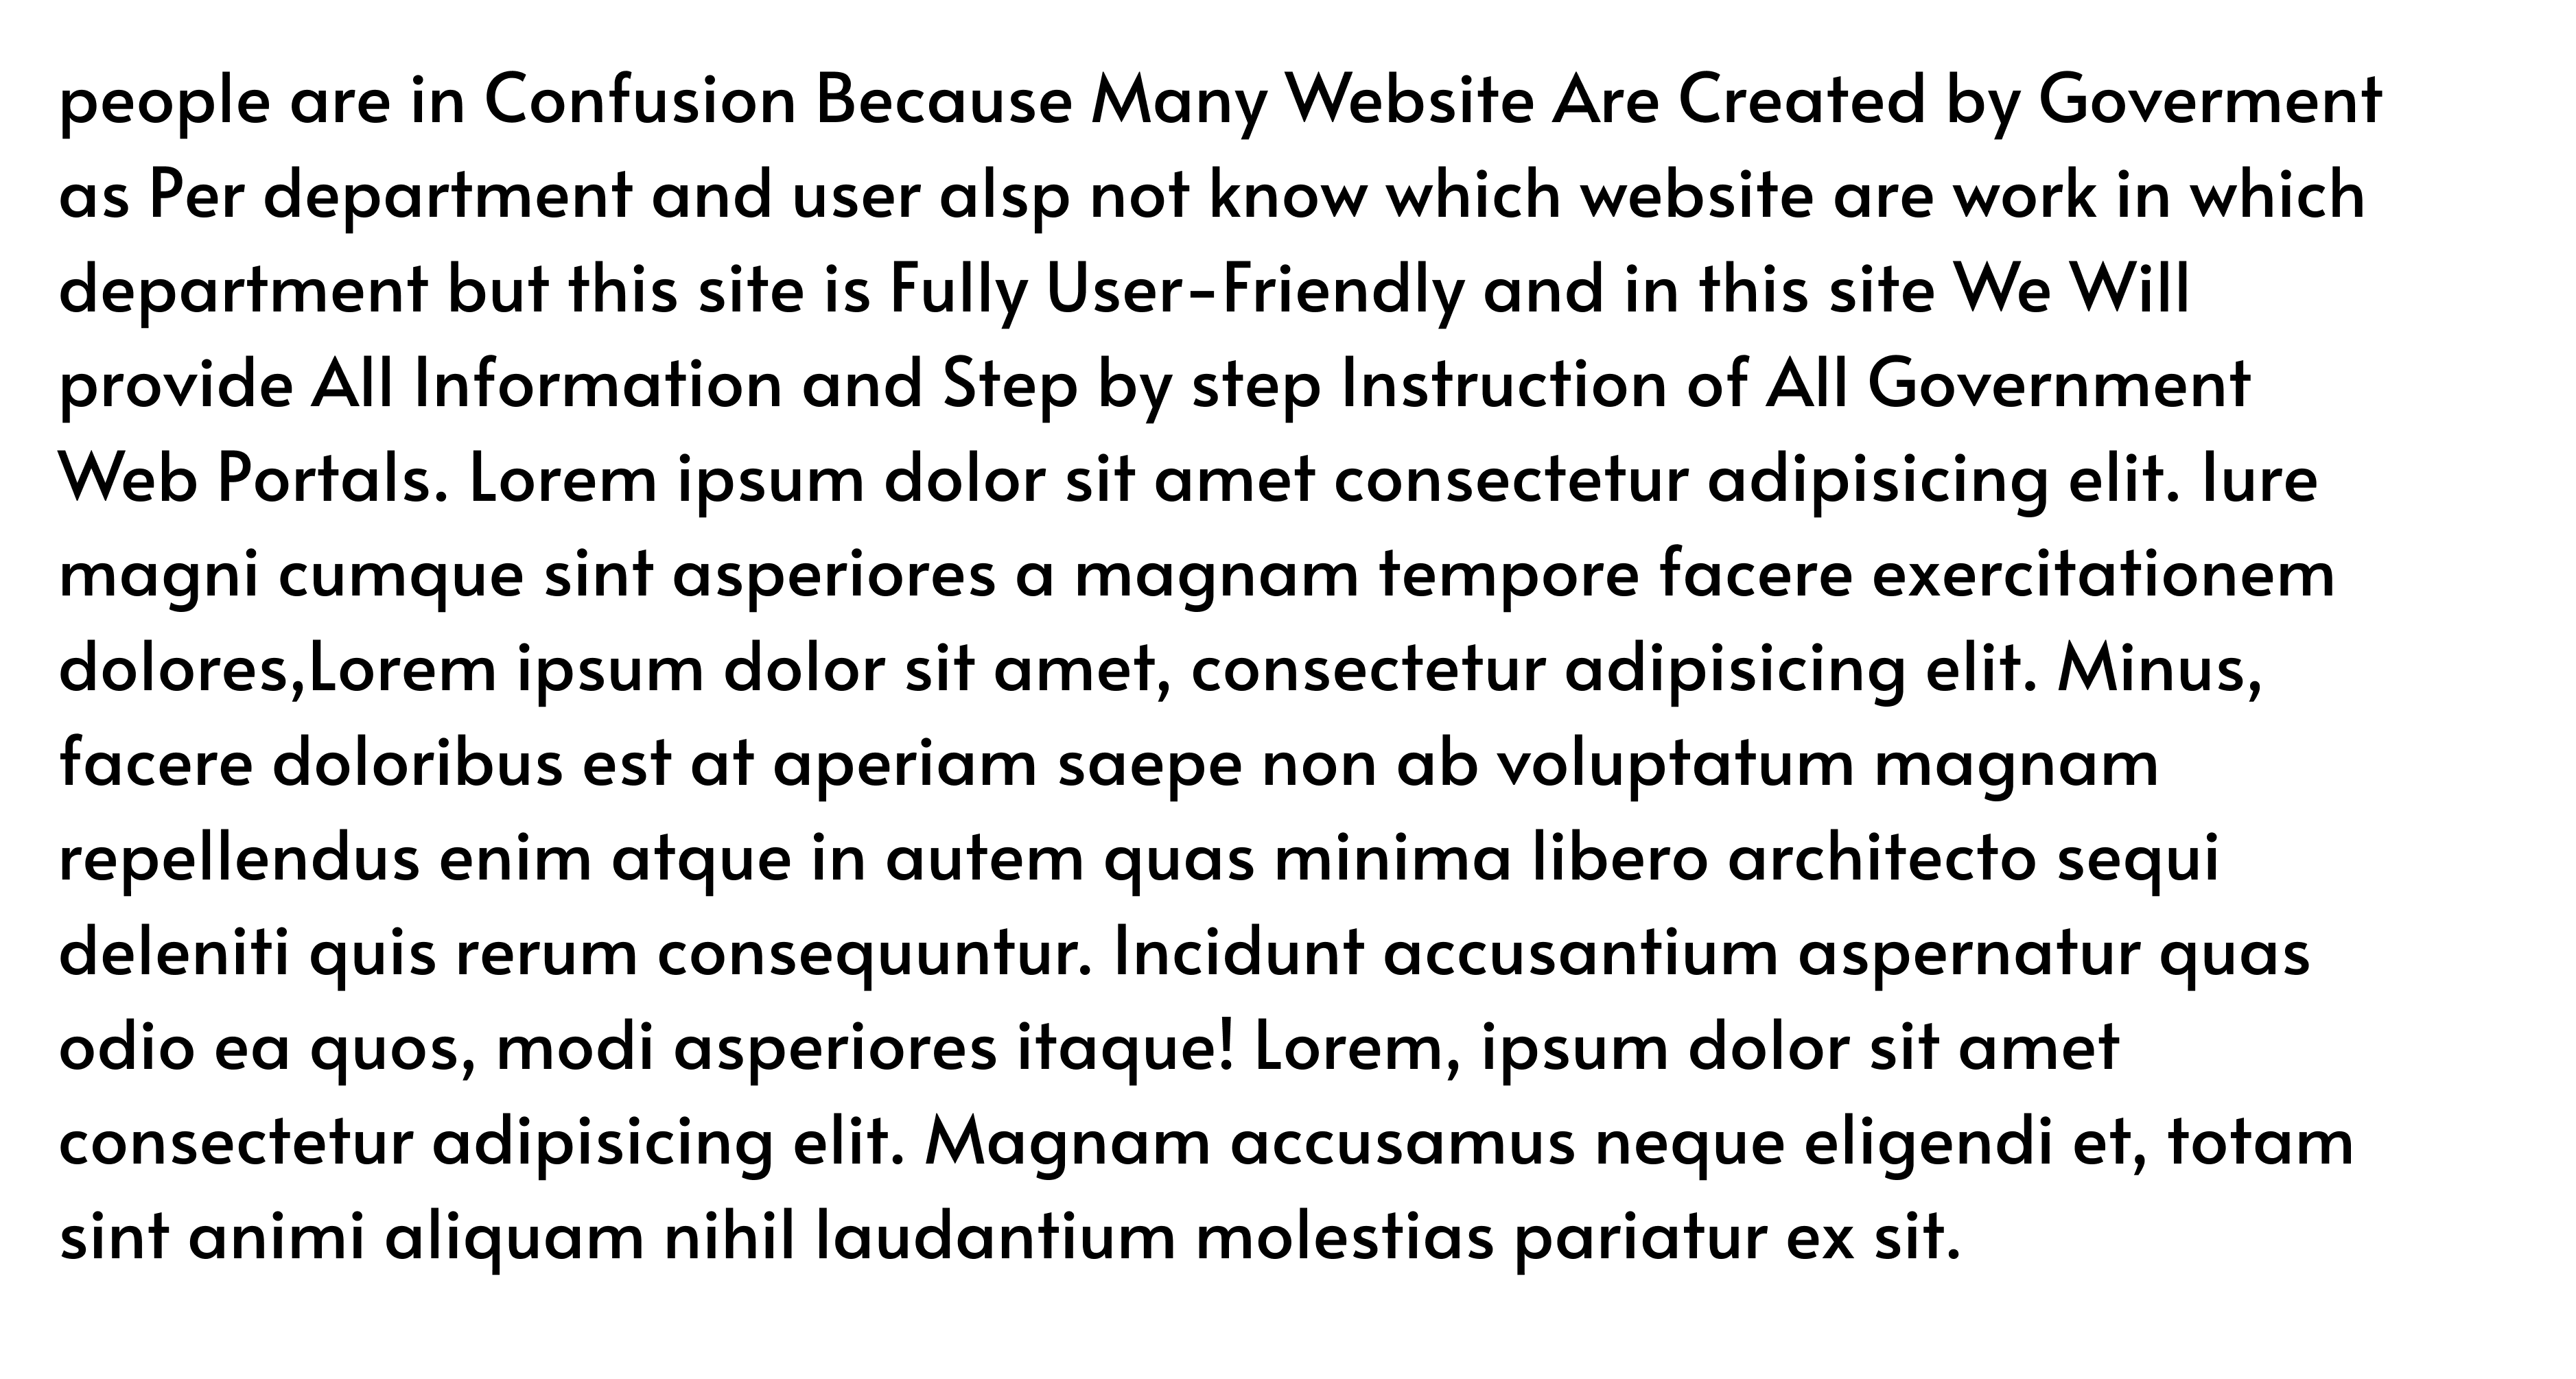 people are in Confusion Because Many Website Are Created by Goverment
as Per department and user alsp not know which website are work in which
department but this site is Fully User-Friendly and in this site We Will
provide All Information and Step by step Instruction of All Government
Web Portals. Lorem ipsum dolor sit amet consectetur adipisicing elit. Iure
magni cumque sint asperiores a magnam tempore facere exercitationem
dolores,Lorem ipsum dolor sit amet, consectetur adipisicing elit. Minus,
facere doloribus est at aperiam saepe non ab voluptatum magnam
repellendus enim atque in autem quas minima libero architecto sequi
deleniti quis rerum consequuntur. Incidunt accusantium aspernatur quas
odio ea quos, modi asperiores itaque! Lorem, ipsum dolor sit amet
consectetur adipisicing elit. Magnam accusamus neque eligendi et, totam
sint animi aliquam nihil laudantium molestias pariatur ex sit.